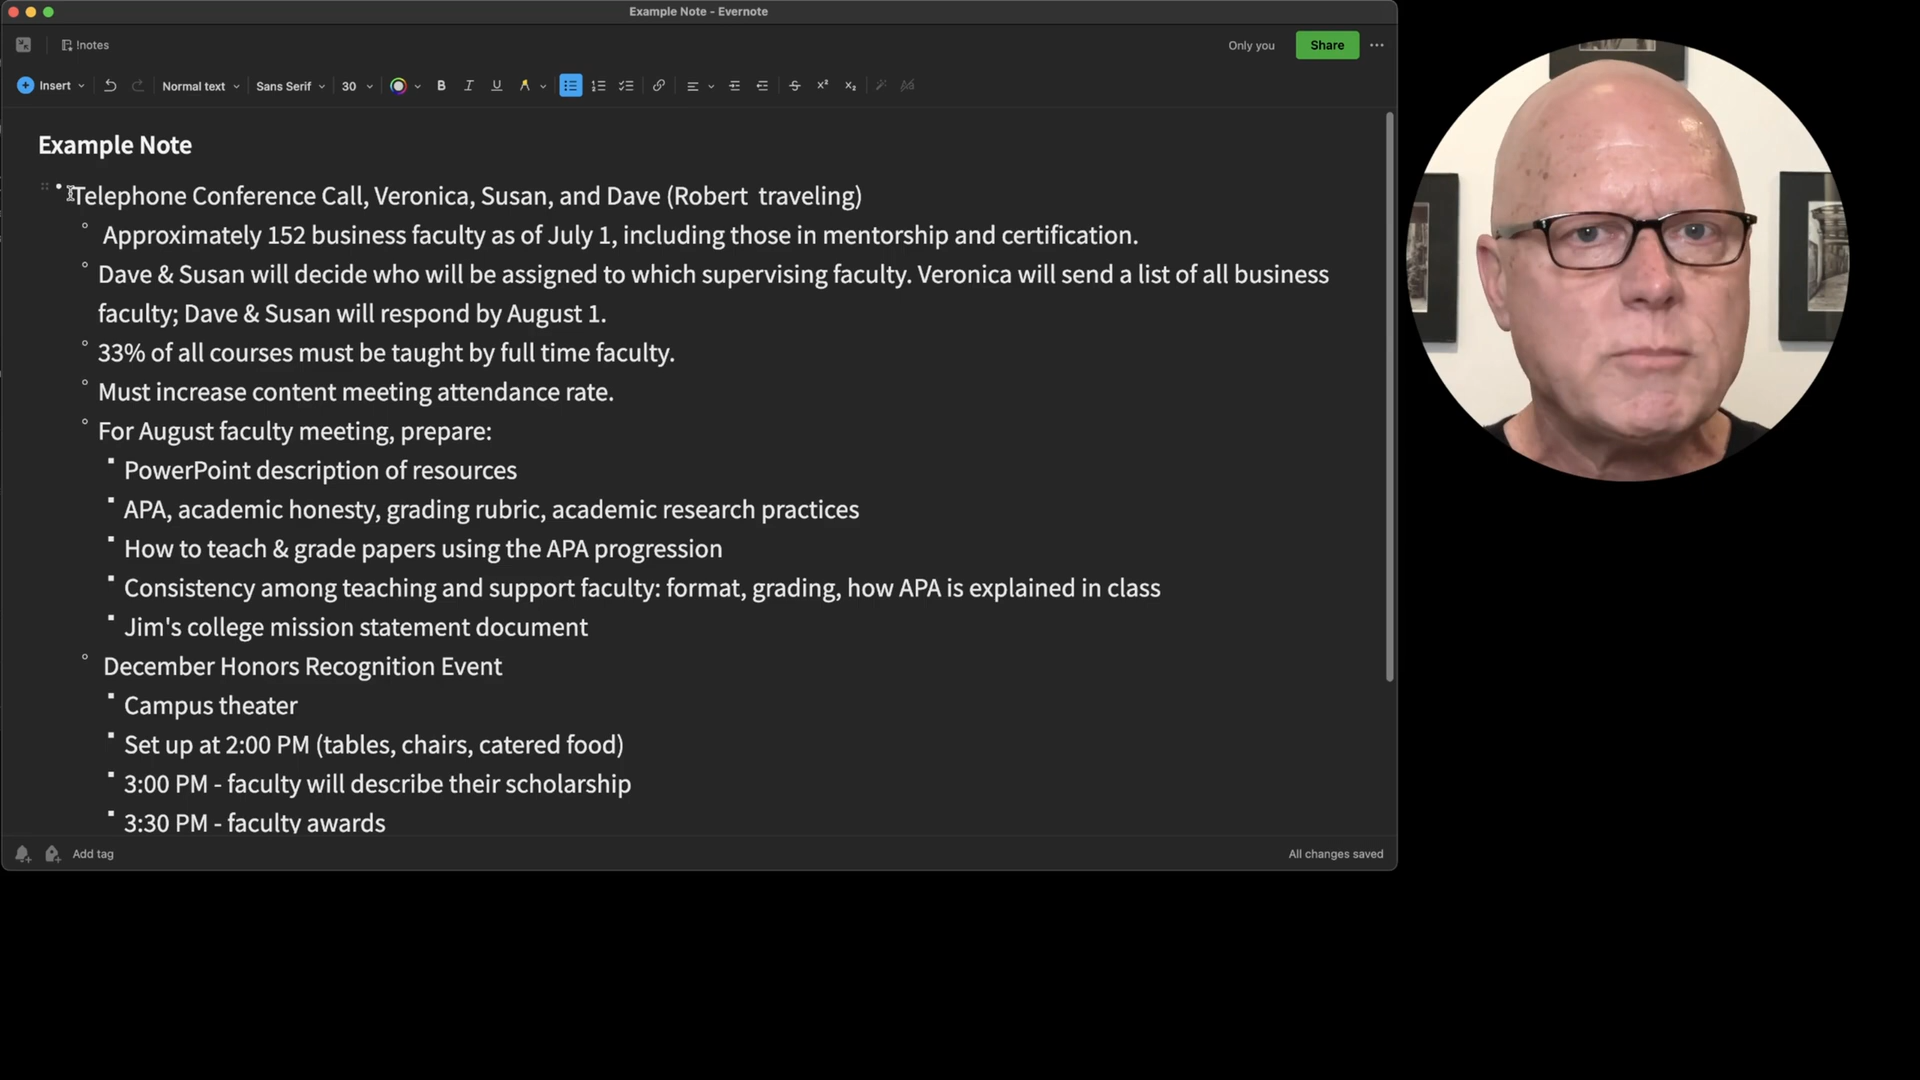 Example Note - Evernote
!notes
Only you
Share
Insert
Normal text
Sans Serif
30
B
I
U
Example Note
Telephone Conference Call, Veronica, Susan, and Dave (Robert  traveling)
Approximately 152 business faculty as of July 1, including those in mentorship and certification.
Dave & Susan will decide who will be assigned to which supervising faculty. Veronica will send a list of all business
faculty; Dave & Susan will respond by August 1.
33% of all courses must be taught by full time faculty.
Must increase content meeting attendance rate.
For August faculty meeting, prepare:
PowerPoint description of resources
APA, academic honesty, grading rubric, academic research practices
How to teach & grade papers using the APA progression
Consistency among teaching and support faculty: format, grading, how APA is explained in class
Jim's college mission statement document
December Honors Recognition Event
Campus theater
Set up at 2:00 PM (tables, chairs, catered food)
3:00 PM - faculty will describe their scholarship
3:30 PM - faculty awards
Add tag
All changes saved